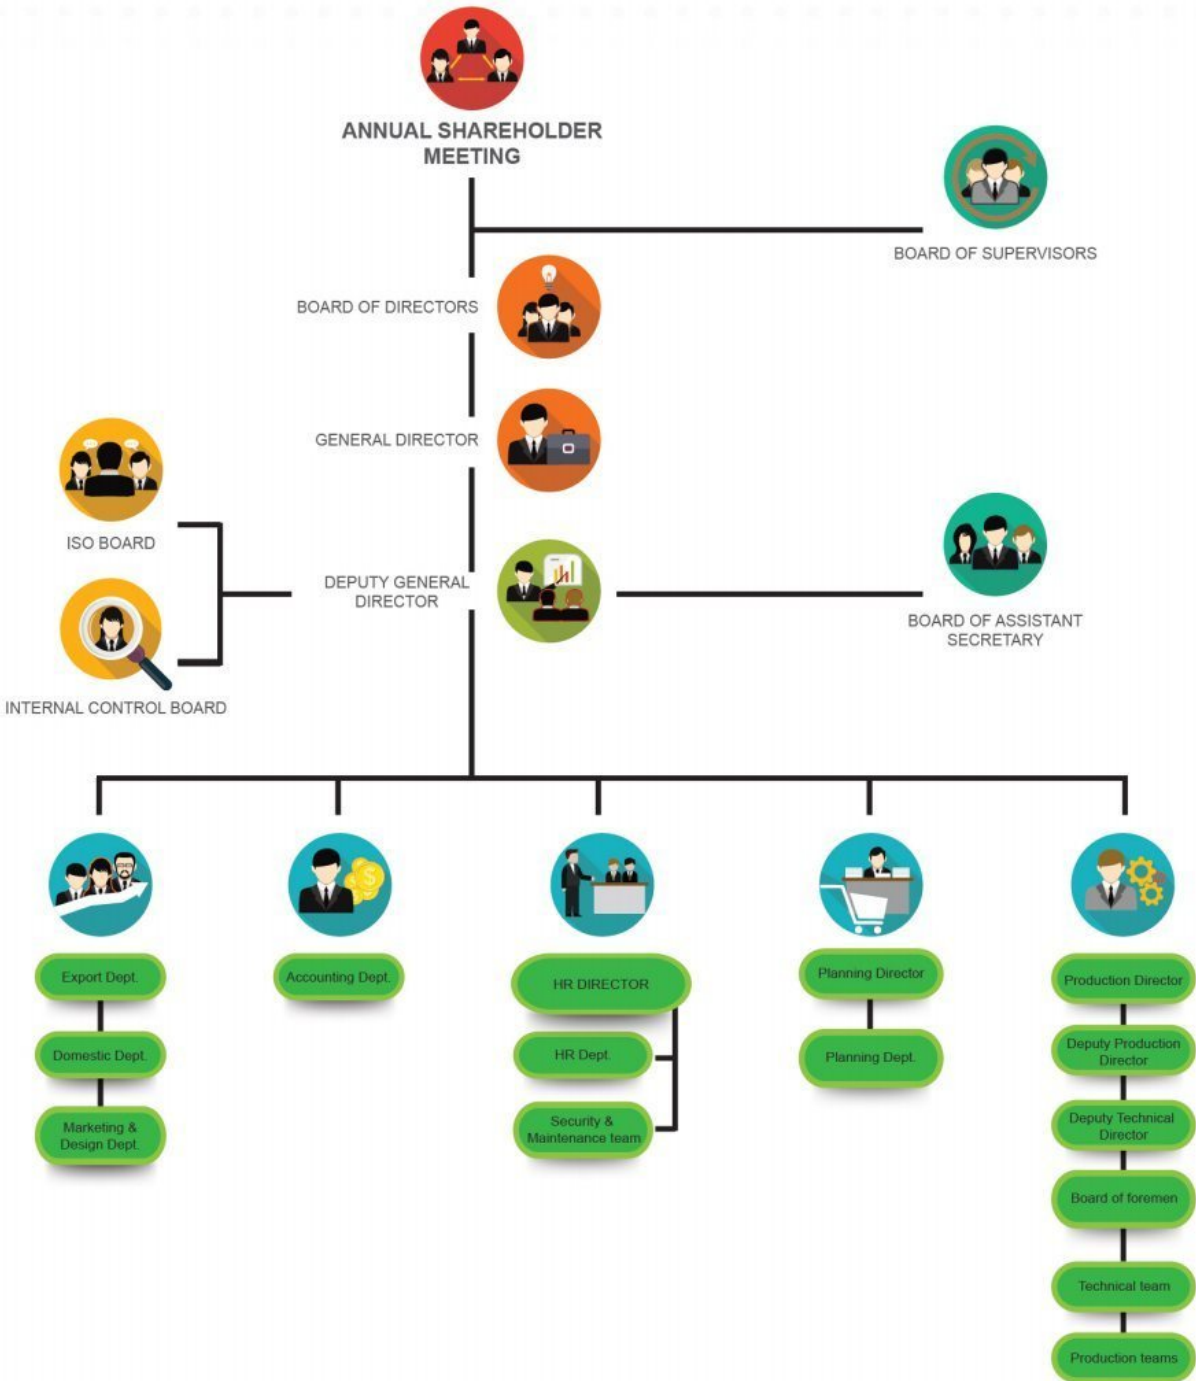 ANNUAL SHAREHOLDER
MEETING
BOARD OF SUPERVISORS
BOARD OF DIRECTORS
GENERAL DIRECTOR
ISO BOARD
DEPUTY GENERAL
DIRECTOR
BOARD OF ASSISTANT
SECRETARY
INTERNAL CONTROL BOARD
Export Dept.
Domestic Dept.
Marketing &
Design Dept.
Accounting Dept.
HR DIRECTOR
HR Dept.
Security &
Maintenance team
Planning Director
Planning Dept.
Production Director
Deputy Production
Director
Deputy Technical
Director
Board of foremen
Technical team
Production teams